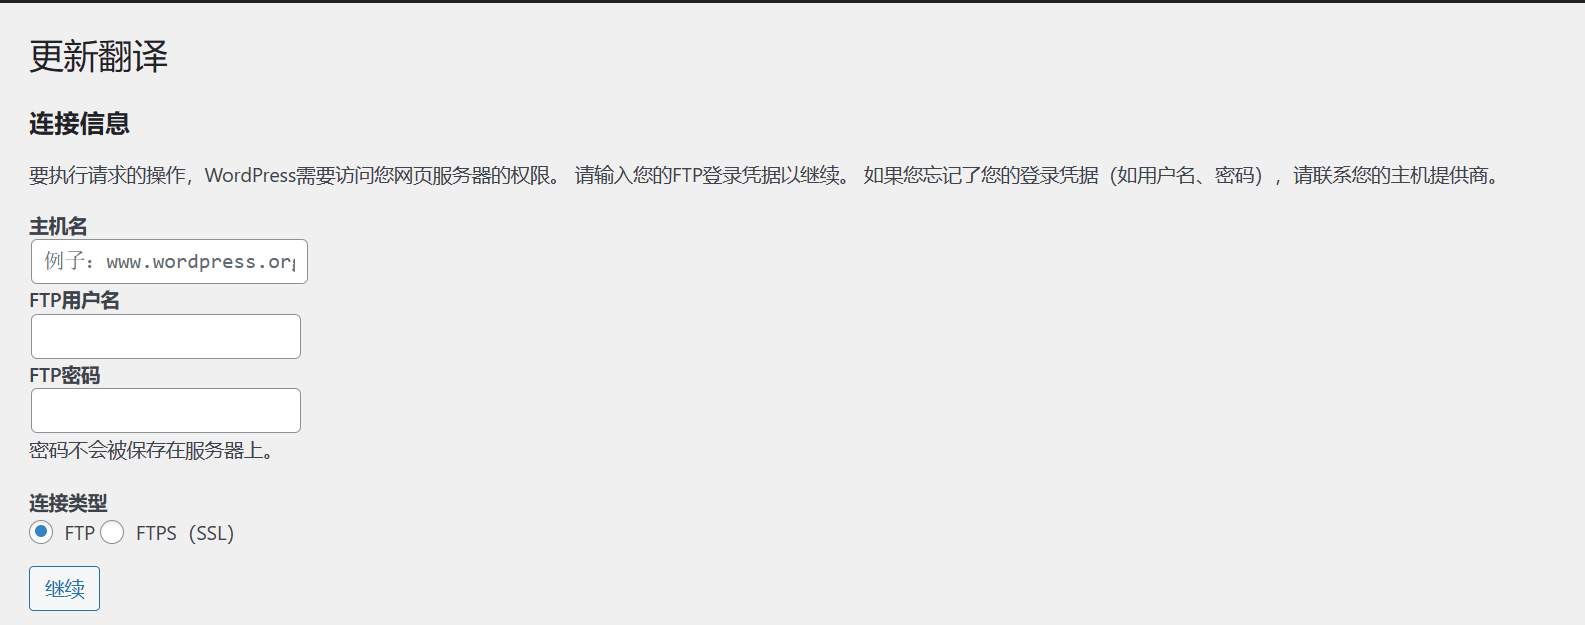 更新翻译
连接信息
要执行请求的操作，WordPress需要访问您网页服务器的权限。 请输入您的FTP登录凭据以继续。 如果您忘记了您的登录凭据（如用户名、密码），请联系您的主机提供商。
主机名
例子：www.wordpress.org
FTP用户名
FTP密码
密码不会被保存在服务器上。
连接类型
FTP FTPS（SSL）
继续